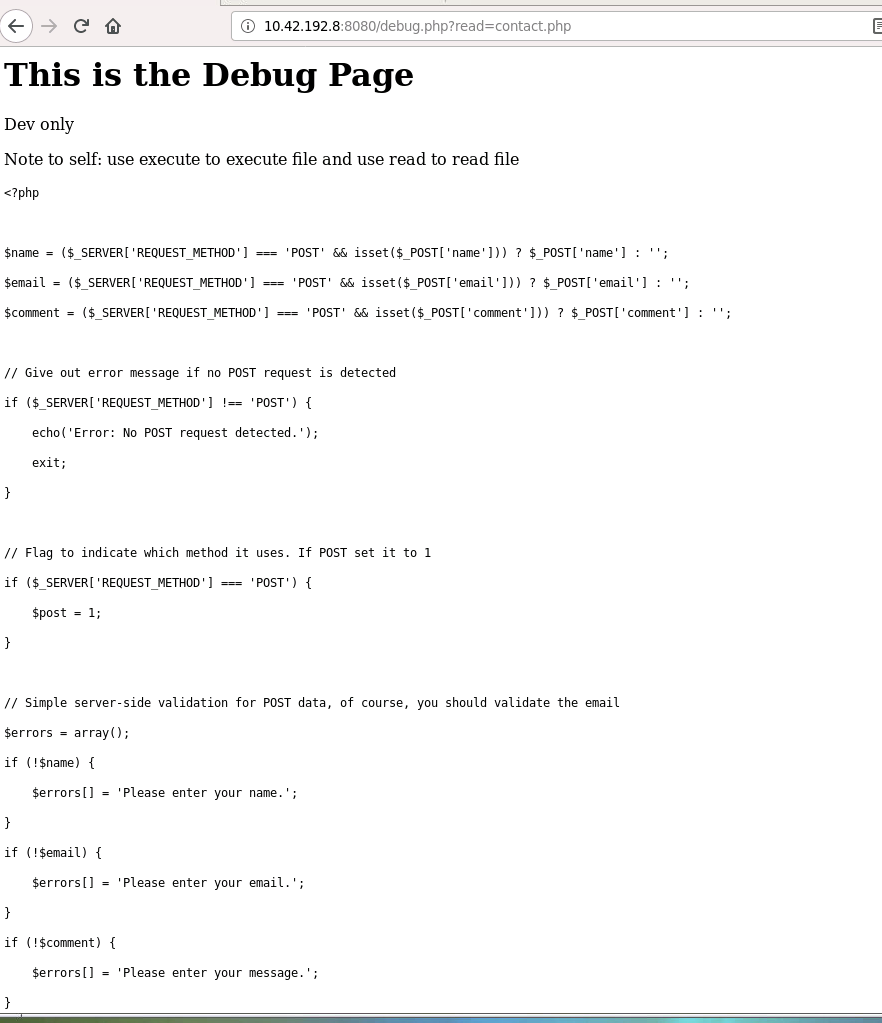 10.42.192.8:8080/debug.php?read=contact.php
This is the Debug Page
Dev only
Note to self: use execute to execute file and use read to read file
<?php
$name = ($_SERVER['REQUEST_METHOD'] === 'POST' && isset($_POST['name'])) ? $_POST['name'] : '';
$email = ($_SERVER['REQUEST_METHOD'] === 'POST' && isset($_POST['email'])) ? $_POST['email'] : '';
$comment = ($_SERVER['REQUEST_METHOD'] === 'POST' && isset($_POST['comment'])) ? $_POST['comment'] : '';
// Give out error message if no POST request is detected
if ($_SERVER['REQUEST_METHOD'] !== 'POST') {
    echo('Error: No POST request detected.');
    exit;
}
// Flag to indicate which method it uses. If POST set it to 1
if ($_SERVER['REQUEST_METHOD'] === 'POST') {
    $post = 1;
}
// Simple server-side validation for POST data, of course, you should validate the email
$errors = array();
if (!$name) {
    $errors[] = 'Please enter your name.';
}
if (!$email) {
    $errors[] = 'Please enter your email.';
}
if (!$comment) {
    $errors[] = 'Please enter your message.';
}